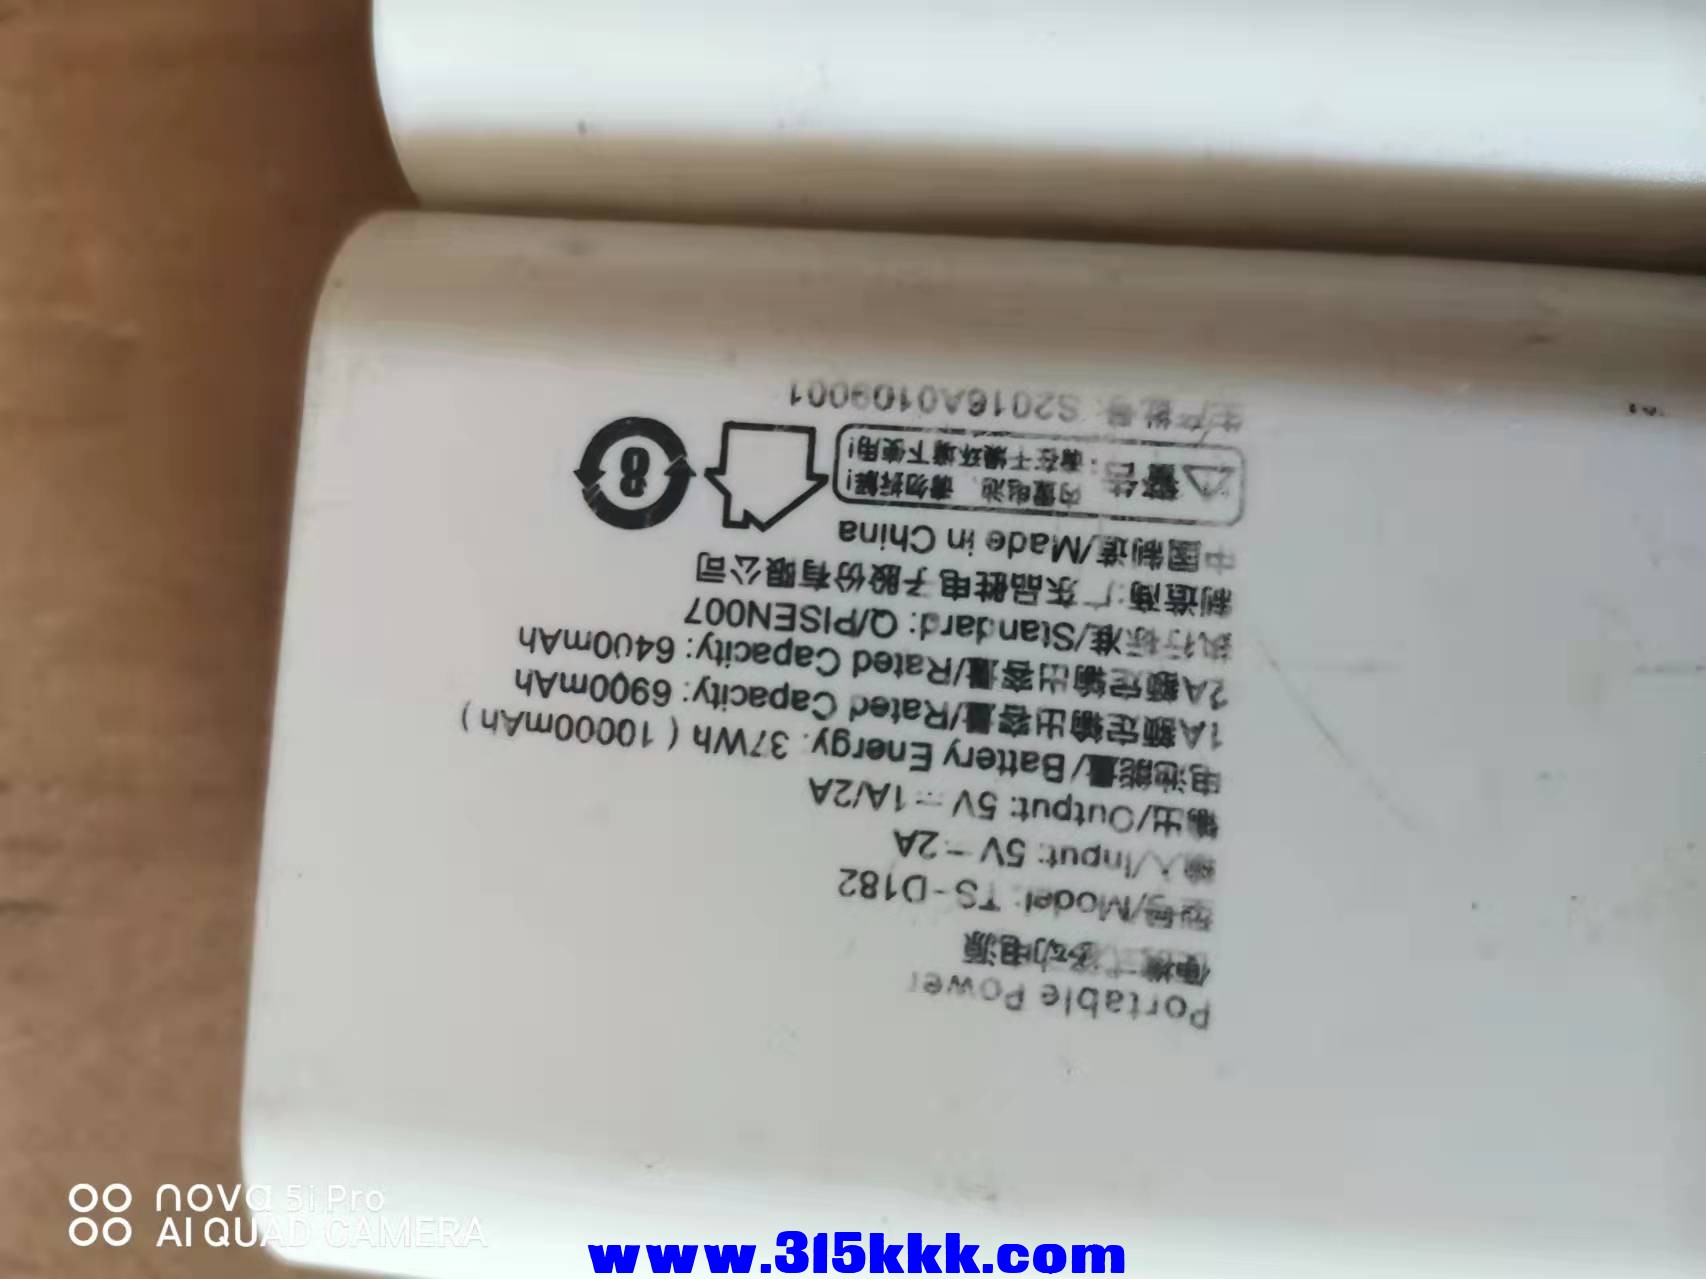 Portable Power
便携式移动电源
型号/Model: TS-D182
输入/Input: 5V⎓2A
输出/Output: 5V⎓1A/2A
电池能量/Battery Energy: 37Wh（10000mAh）
1A额定输出容量/Rated Capacity: 6900mAh
2A额定输出容量/Rated Capacity: 6400mAh
执行标准/Standard: Q/PISEN007
制造商:广东品胜电子股份有限公司
中国制造/Made in China
警告：
内置电池，请勿拆解!
请在干燥环境下使用!
8
生产批号: S2016A0109001
nova 5i Pro
AI QUAD CAMERA
www.315kkk.com